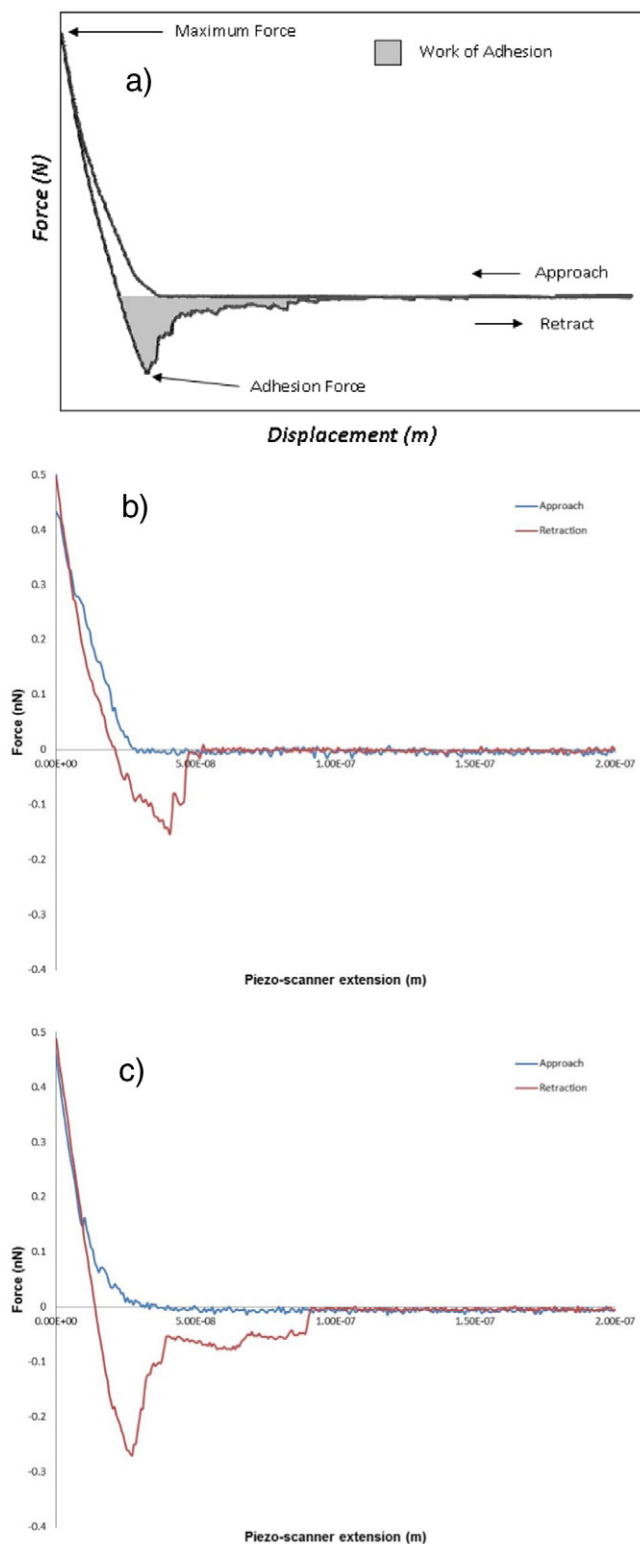 Maximum Force
Work of Adhesion
a)
Force (N)
Approach
Retract
Adhesion Force
Displacement (m)
b)
Approach
Retraction
0.5
0.4
0.3
0.2
0.1
0
-0.1
-0.2
-0.3
-0.4
Force (nN)
0.00E+00 5.00E-08 1.00E-07 1.50E-07 2.00E-07
Piezo-scanner extension (m)
c)
Approach
Retraction
0.5
0.4
0.3
0.2
0.1
0
-0.1
-0.2
-0.3
-0.4
Force (nN)
0.00E+00 5.00E-08 1.00E-07 1.50E-07 2.00E-07
Piezo-scanner extension (m)